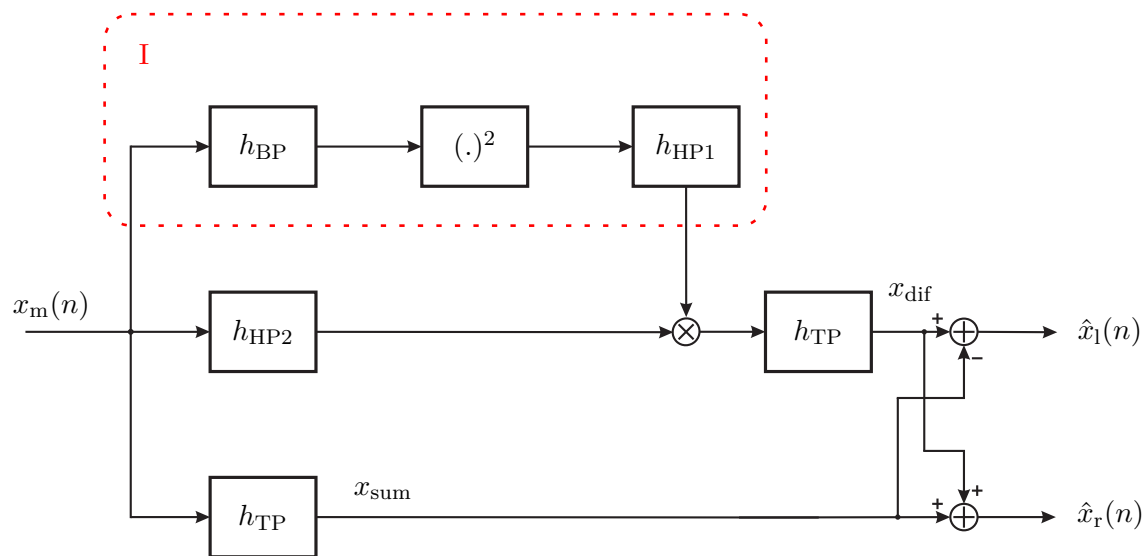 I
h_BP
(.)^2
h_HP1
x_m(n)
h_HP2
×
h_TP
x_dif
+
+
−
x̂_l(n)
h_TP
x_sum
+
+
+
x̂_r(n)